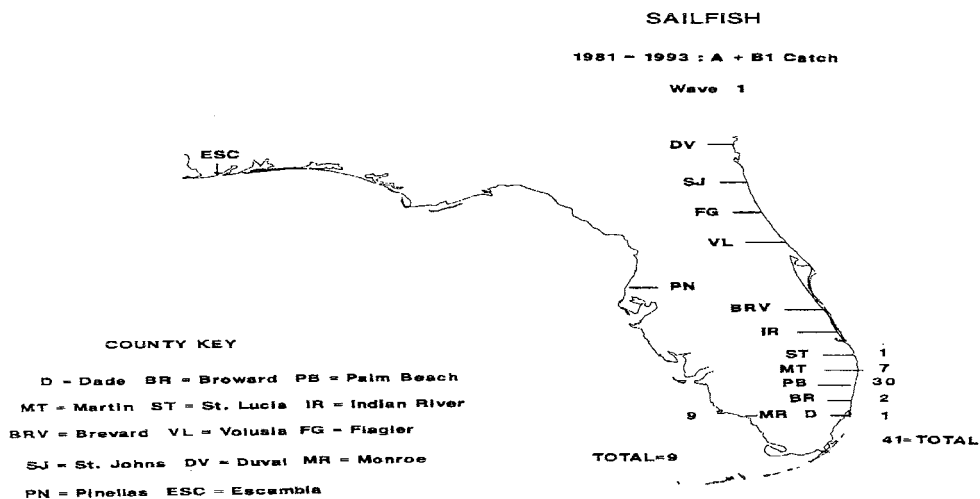 SAILFISH
1981 - 1993 : A + B1 Catch
Wave 1
DV
ESC
SJ
FG
VL
PN
BRV
IR
COUNTY KEY
ST 1
D = Dade BR = Broward PB = Palm Beach
MT 7
PB 30
MT = Martin ST = St. Lucia IR = Indian River
BR 2
9 MR D 1
BRV = Brevard VL = Volusia FG = Flagler
41=TOTAL
TOTAL=9
SJ = St. Johns DV = Duval MR = Monroe
PN = Pinellas ESC = Escambia